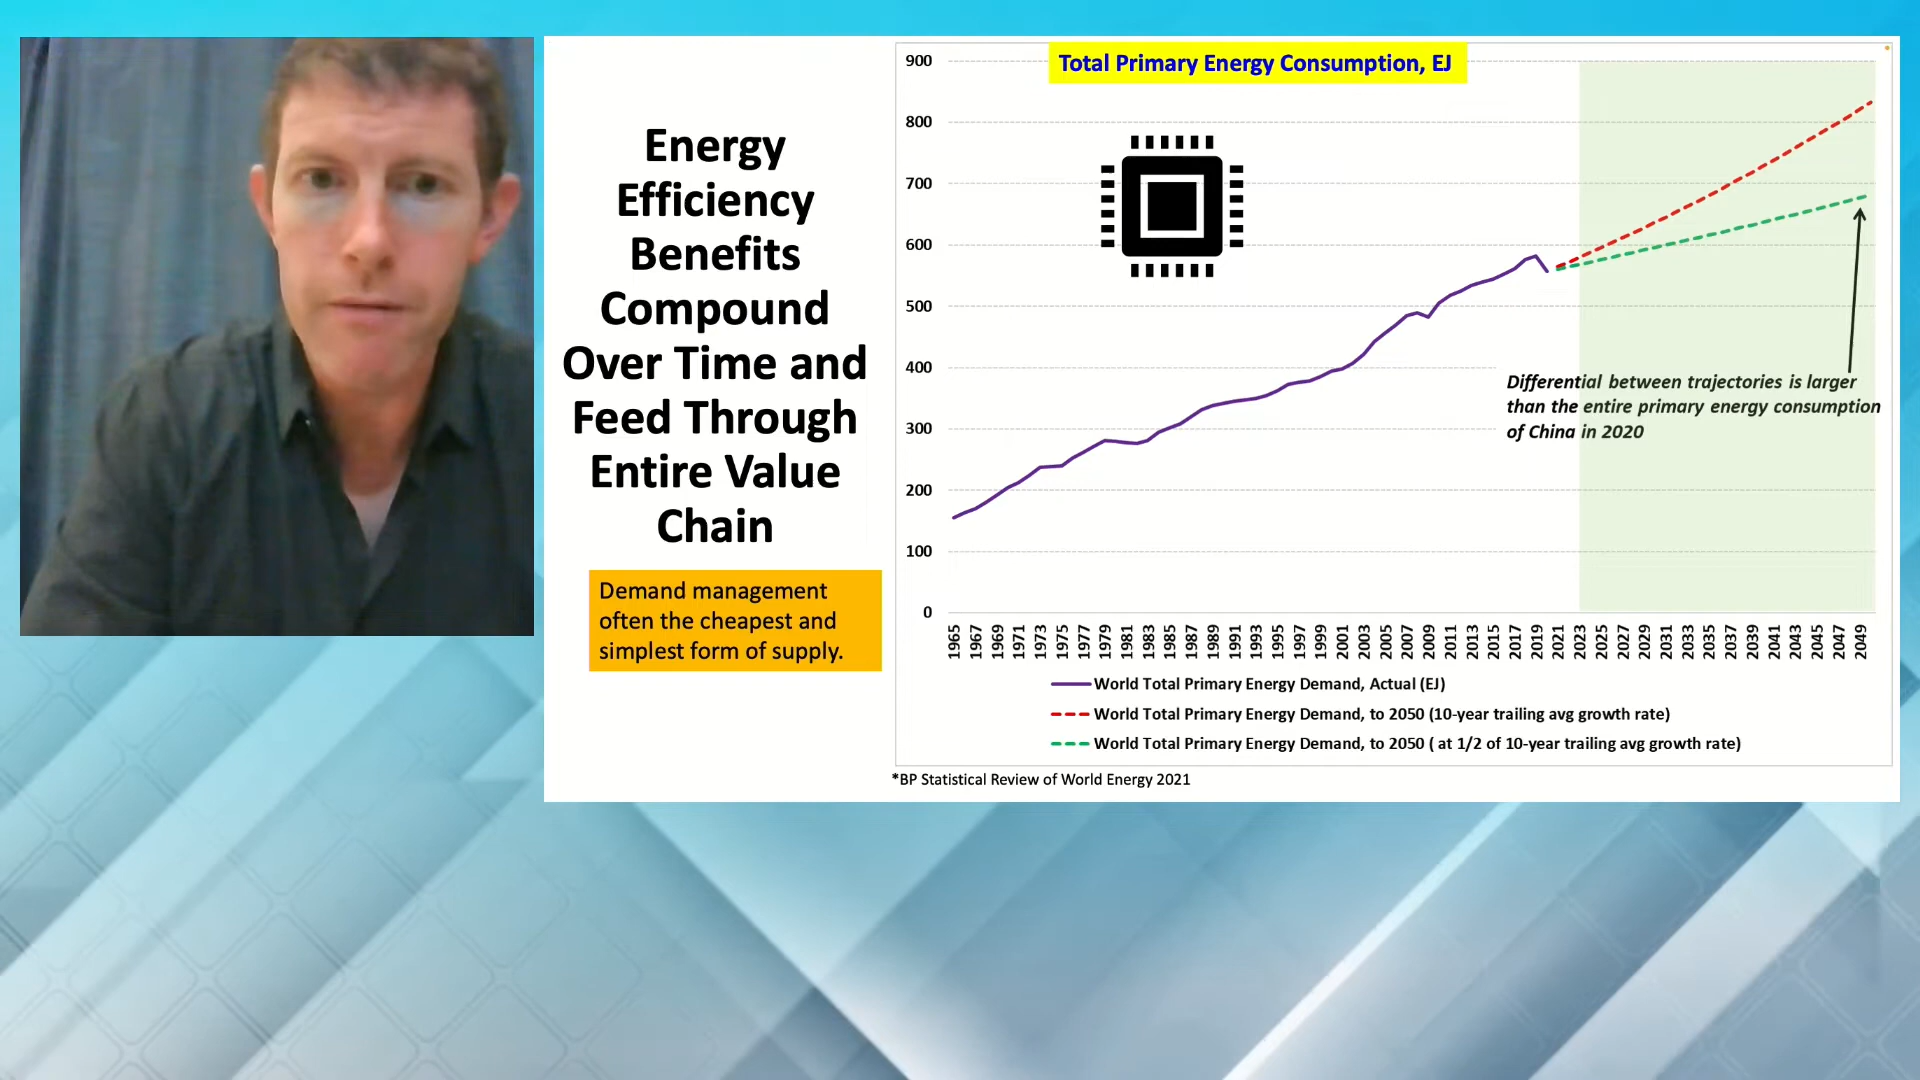 Energy
Efficiency
Benefits
Compound
Over Time and
Feed Through
Entire Value
Chain
Demand management
often the cheapest and
simplest form of supply.
Total Primary Energy Consumption, EJ
900
800
700
600
500
400
300
200
100
0
Differential between trajectories is larger
than the entire primary energy consumption
of China in 2020
1965 1967 1969 1971 1973 1975 1977 1979 1981 1983 1985 1987 1989 1991 1993 1995 1997 1999 2001 2003 2005 2007 2009 2011 2013 2015 2017 2019 2021 2023 2025 2027 2029 2031 2033 2035 2037 2039 2041 2043 2045 2047 2049
World Total Primary Energy Demand, Actual (EJ)
World Total Primary Energy Demand, to 2050 (10-year trailing avg growth rate)
World Total Primary Energy Demand, to 2050 ( at 1/2 of 10-year trailing avg growth rate)
*BP Statistical Review of World Energy 2021